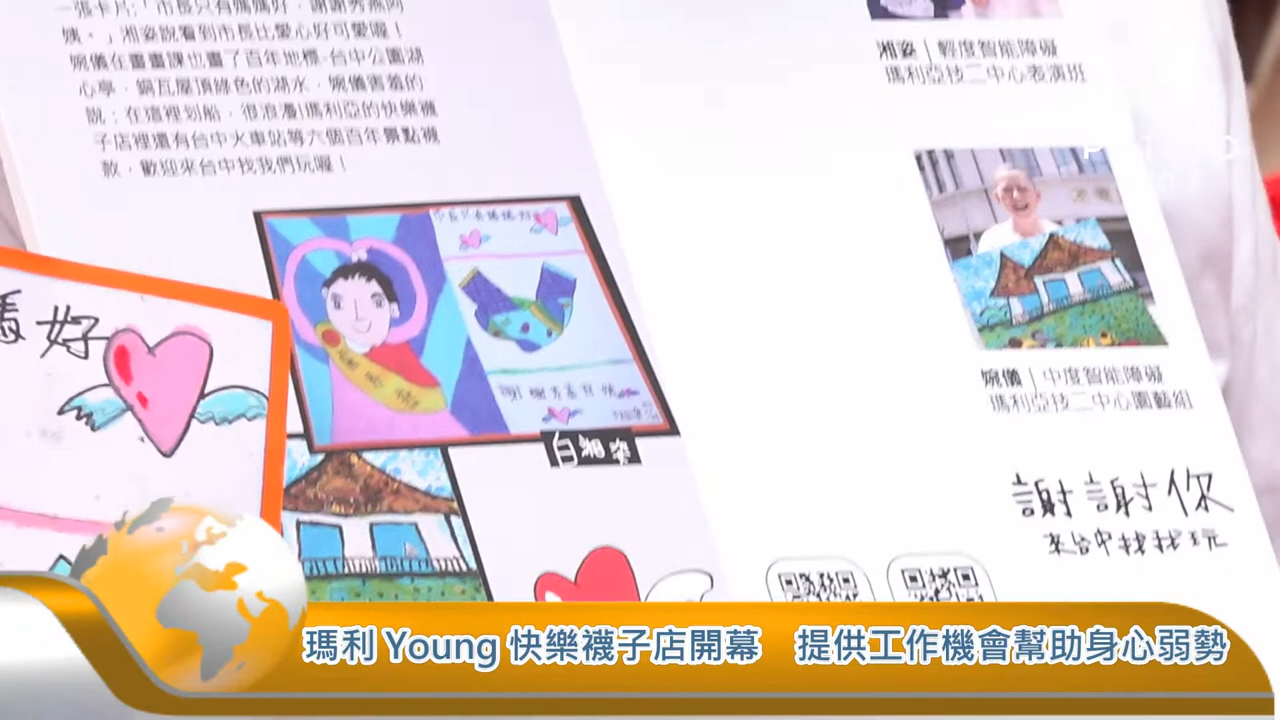 一張卡片:「市長只有媽媽好，謝謝秀燕阿
姨。」湘姿說看到市長比愛心好可愛喔！
婉儀在畫畫課也畫了百年地標-台中公園湖
心亭，銅瓦屋頂綠色的湖水，婉儀害羞的
說：在這裡划船，很浪漫!瑪利亞的快樂襪
子店裡還有台中火車站等六個百年景點襪
款，歡迎來台中找我們玩喔！
湘姿｜輕度智能障礙
瑪利亞技二中心表演班
婉儀｜中度智能障礙
瑪利亞技二中心園藝組
市長只有媽媽好
白湘姿
好
謝謝你
來台中找我玩
瑪利 Young 快樂襪子店開幕　提供工作機會幫助身心弱勢